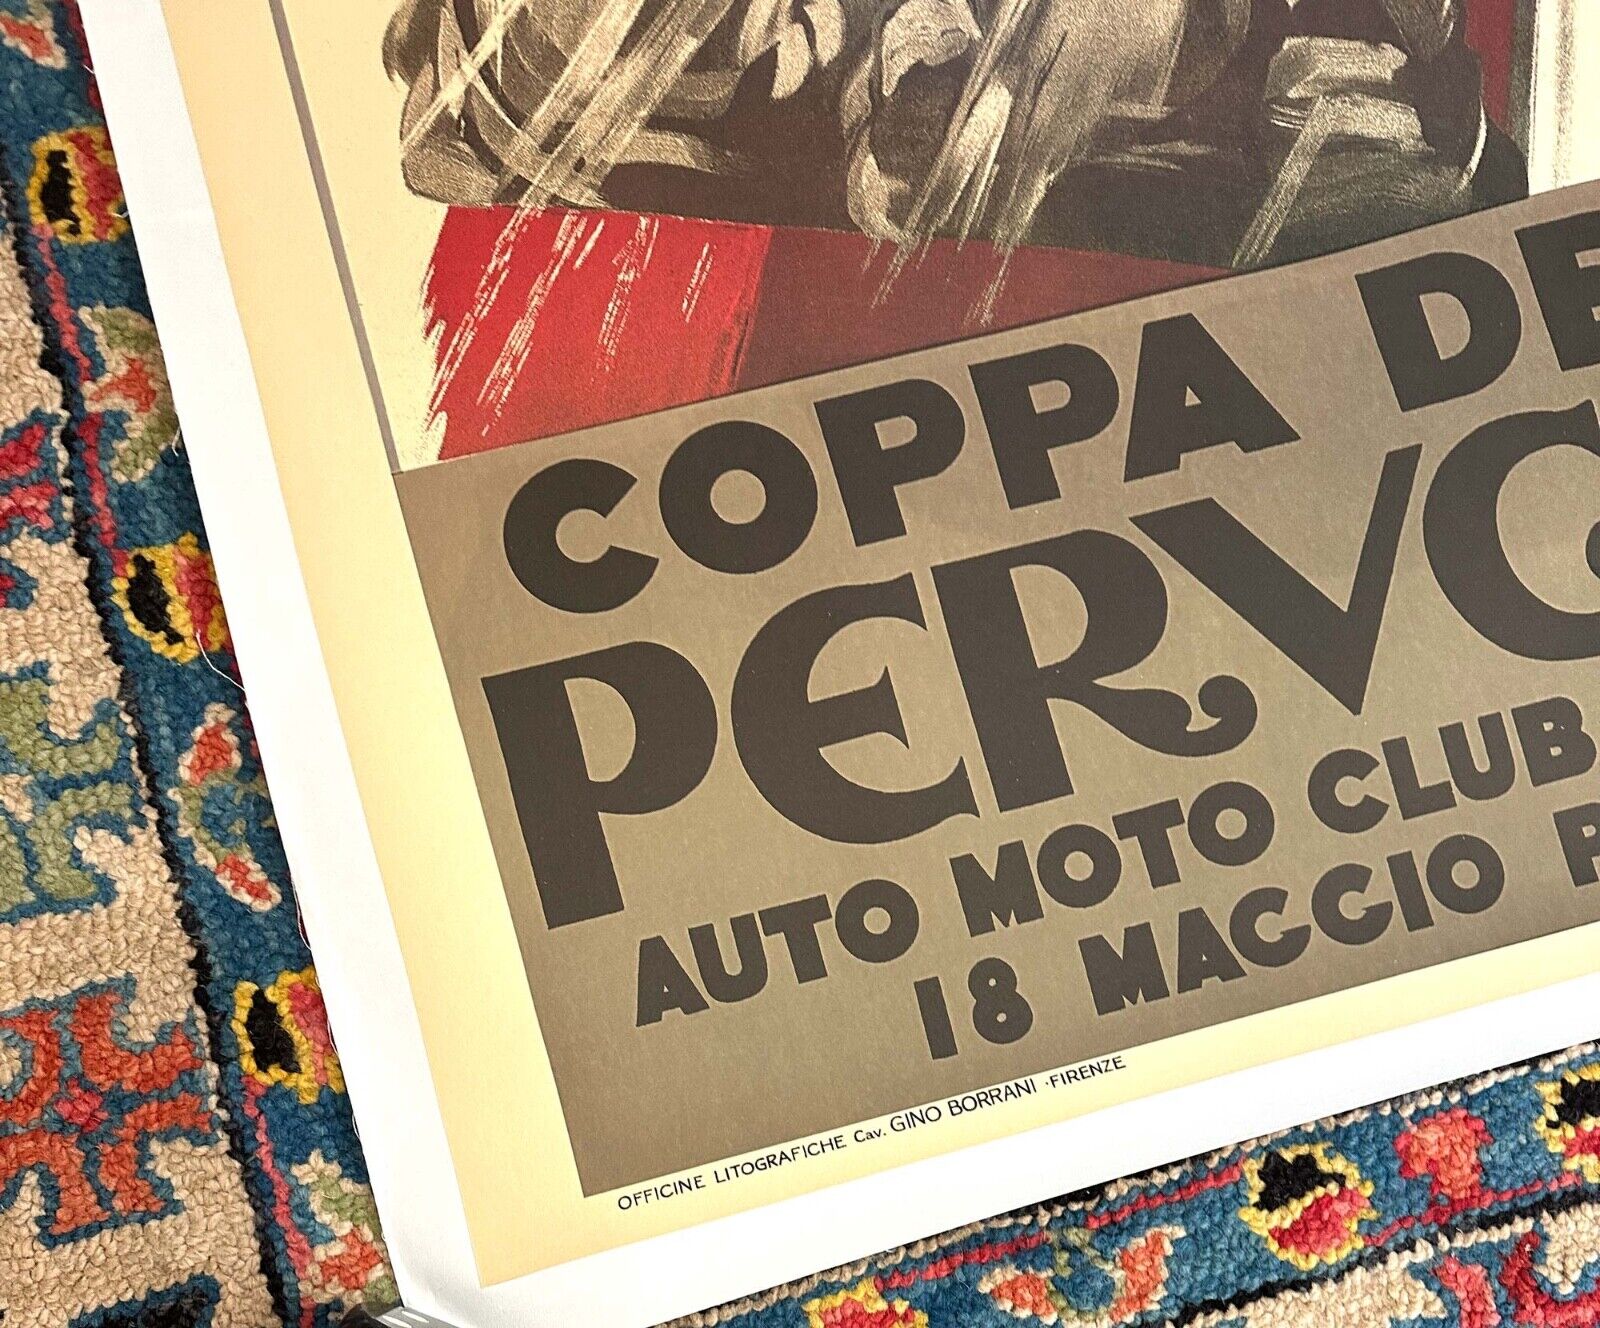 COPPA DE
PERVG
AUTO MOTO CLUB
18 MAGGIO P
OFFICINE LITOGRAFICHE Cav. GINO BORRANI · FIRENZE